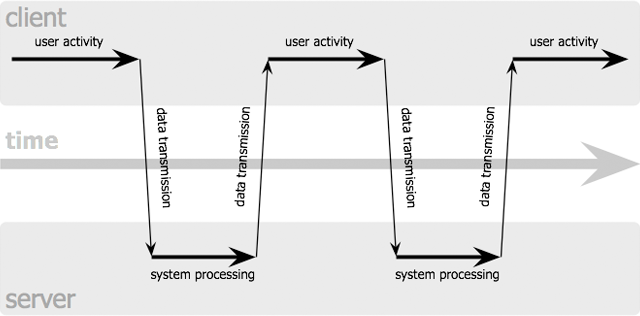 client
user activity
user activity
user activity
data transmission
data transmission
data transmission
data transmission
time
system processing
system processing
server